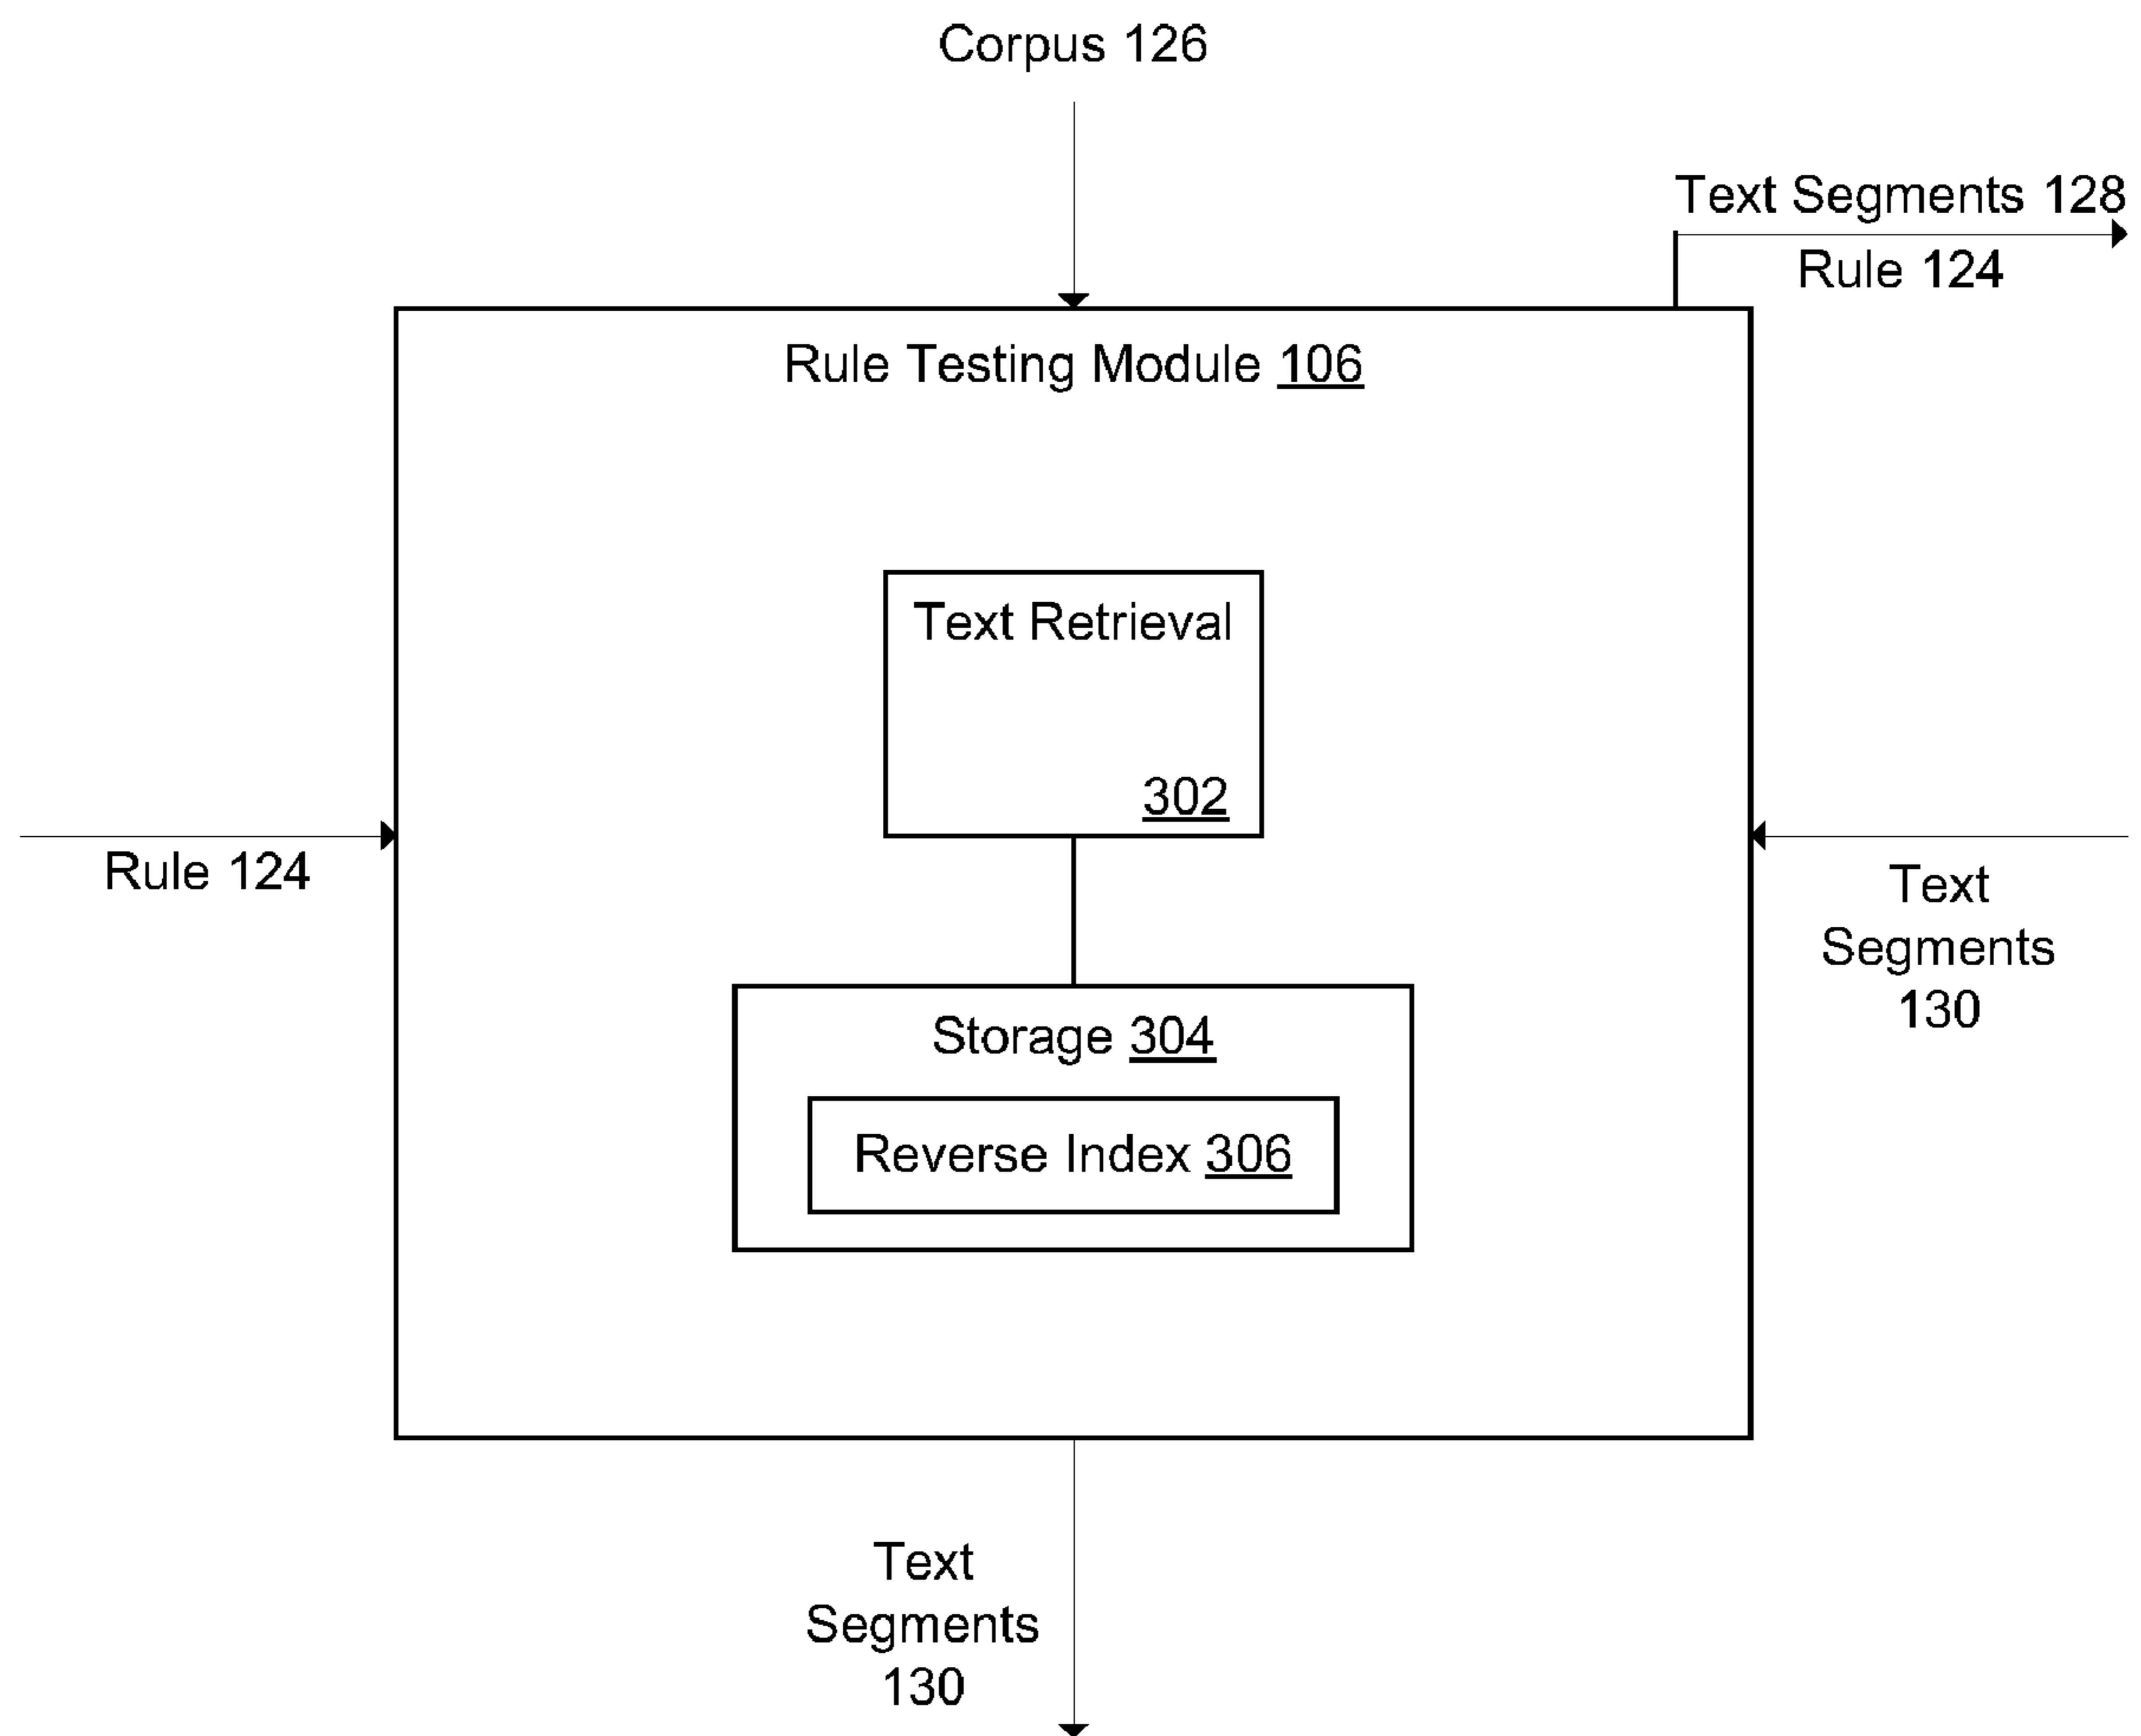 Corpus 126
Text Segments 128
Rule 124
Rule Testing Module 106
Text Retrieval
302
Rule 124
Text
Segments
130
Storage 304
Reverse Index 306
Text
Segments
130